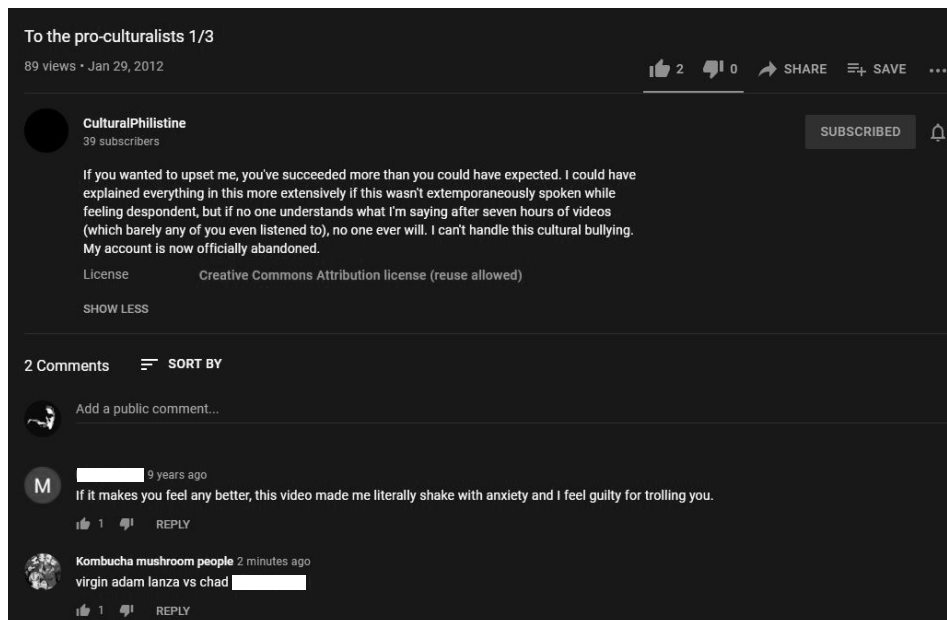 To the pro-culturalists 1/3
89 views • Jan 29, 2012
2 0 SHARE SAVE ...
CulturalPhilistine
39 subscribers
SUBSCRIBED
If you wanted to upset me, you've succeeded more than you could have expected. I could have
explained everything in this more extensively if this wasn't extemporaneously spoken while
feeling despondent, but if no one understands what I'm saying after seven hours of videos
(which barely any of you even listened to), no one ever will. I can't handle this cultural bullying.
My account is now officially abandoned.
License Creative Commons Attribution license (reuse allowed)
SHOW LESS
2 Comments SORT BY
Add a public comment...
M
9 years ago
If it makes you feel any better, this video made me literally shake with anxiety and I feel guilty for trolling you.
1 REPLY
Kombucha mushroom people 2 minutes ago
virgin adam lanza vs chad
1 REPLY